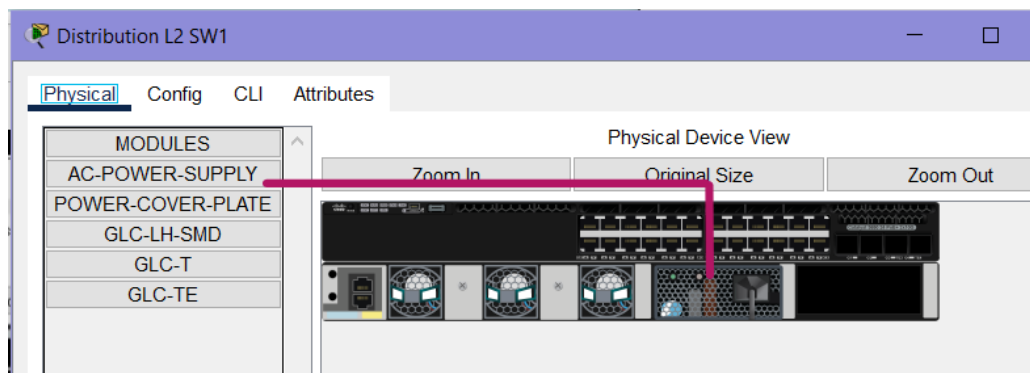 Distribution L2 SW1
Physical Config CLI Attributes
MODULES
AC-POWER-SUPPLY
POWER-COVER-PLATE
GLC-LH-SMD
GLC-T
GLC-TE
Physical Device View
Zoom In Original Size Zoom Out